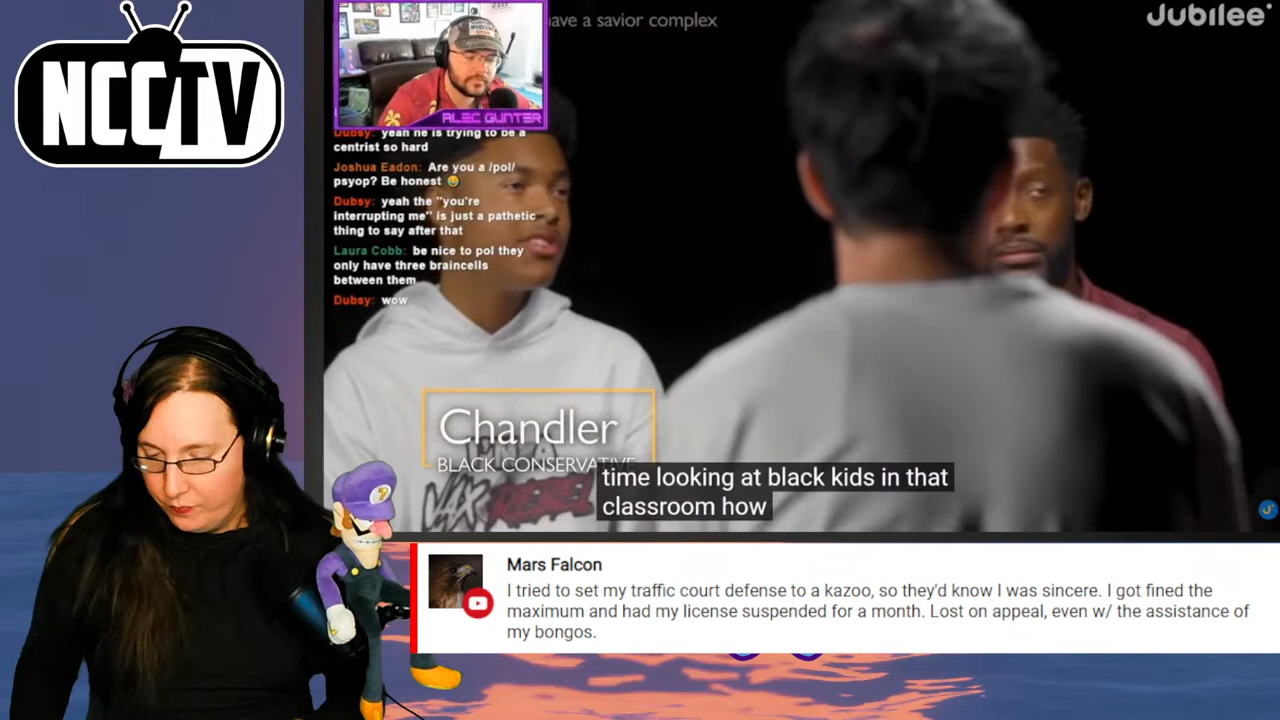 NCCTV
have a savior complex
Jubilee
ALEC GUNTER
Dubsy: yeah he is trying to be a
centrist so hard
Joshua Eadon: Are you a /pol/
psyop? Be honest 😂
Dubsy: yeah the "you're
interrupting me" is just a pathetic
thing to say after that
Laura Cobb: be nice to pol they
only have three braincells
between them
Dubsy: wow
Chandler
BLACK CONSERVATIVE
VAX REBEL
time looking at black kids in that
classroom how
Mars Falcon
I tried to set my traffic court defense to a kazoo, so they'd know I was sincere. I got fined the
maximum and had my license suspended for a month. Lost on appeal, even w/ the assistance of
my bongos.